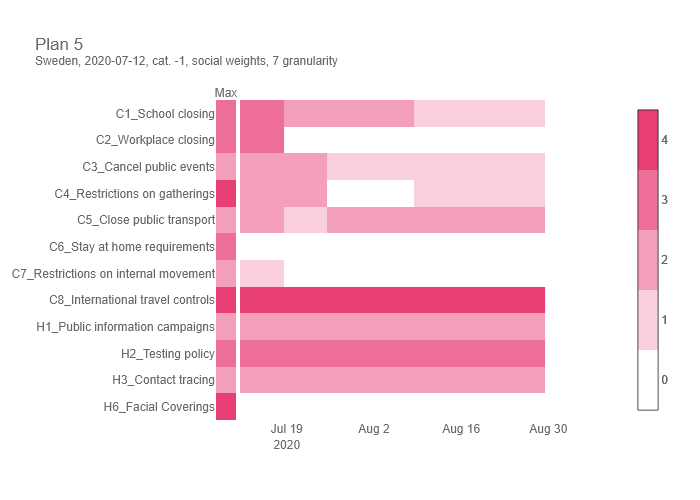 Plan 5
Sweden, 2020-07-12, cat. -1, social weights, 7 granularity
Max
C1_School closing
C2_Workplace closing
C3_Cancel public events
C4_Restrictions on gatherings
C5_Close public transport
C6_Stay at home requirements
C7_Restrictions on internal movement
C8_International travel controls
H1_Public information campaigns
H2_Testing policy
H3_Contact tracing
H6_Facial Coverings
Jul 19 Aug 2 Aug 16 Aug 30
2020
4
3
2
1
0